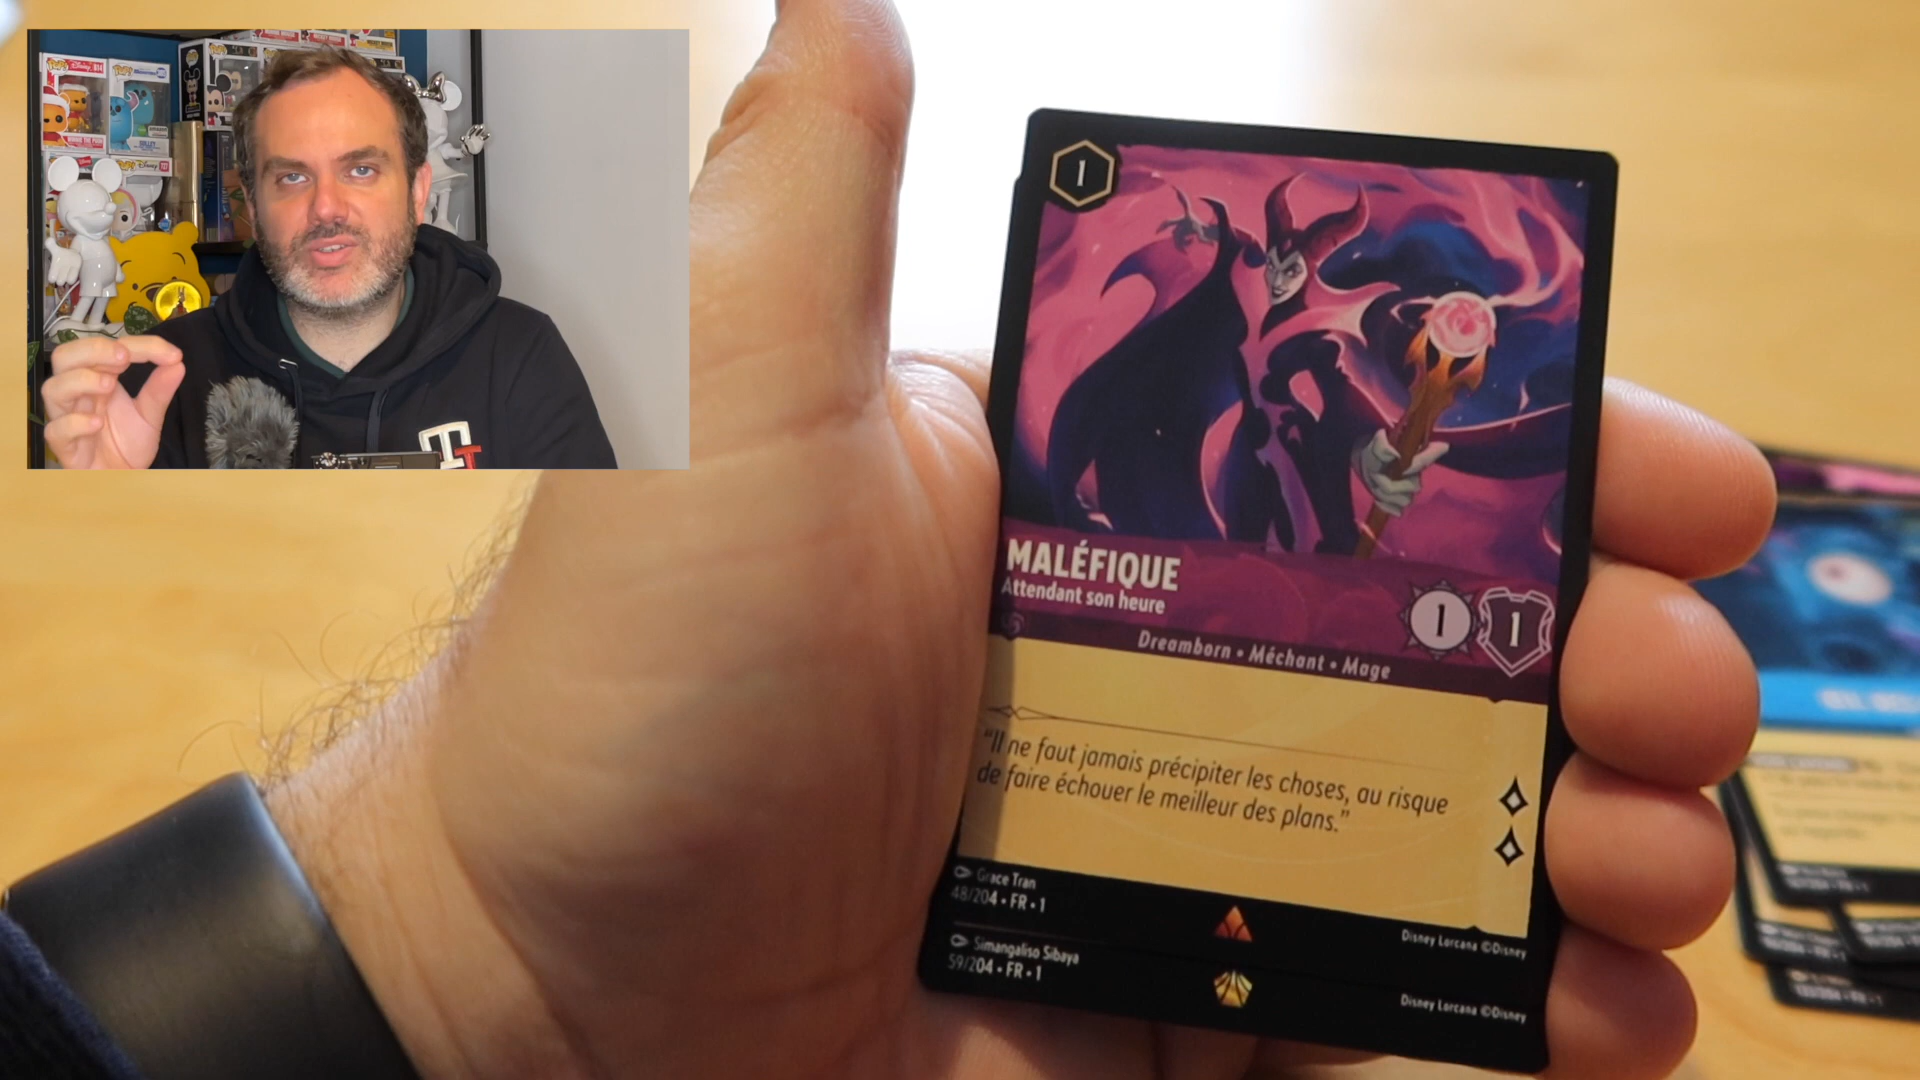 1
MALÉFIQUE
Attendant son heure
1
1
Dreamborn • Méchant • Mage
"Il ne faut jamais précipiter les choses, au risque
de faire échouer le meilleur des plans."
Grace Tran
48/204 • FR • 1
Disney Lorcana ©Disney
Simangaliso Sibaya
59/204 • FR • 1
Disney Lorcana ©Disney